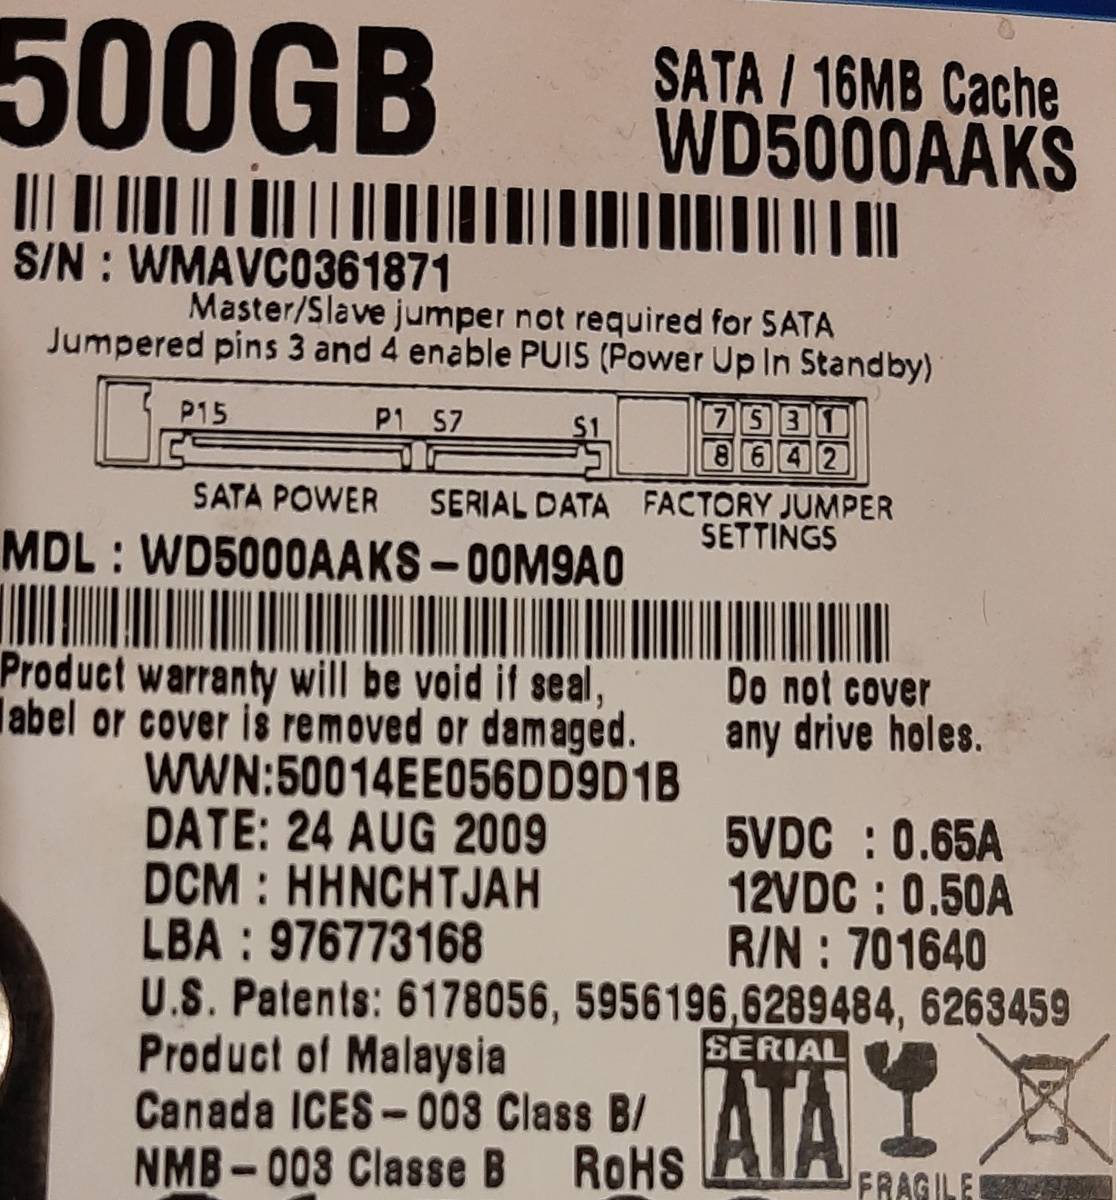 500GB
SATA / 16MB Cache
WD5000AAKS
S/N : WMAVC0361871
Master/Slave jumper not required for SATA
Jumpered pins 3 and 4 enable PUIS (Power Up In Standby)
P15 P1 S7 S1 7 5 3 1
8 6 4 2
SATA POWER SERIAL DATA FACTORY JUMPER
SETTINGS
MDL : WD5000AAKS – 00M9A0
Product warranty will be void if seal, Do not cover
label or cover is removed or damaged. any drive holes.
WWN:50014EE056DD9D1B
DATE: 24 AUG 2009 5VDC : 0.65A
DCM : HHNCHTJAH 12VDC : 0.50A
LBA : 976773168 R/N : 701640
U.S. Patents: 6178056, 5956196,6289484, 6263459
Product of Malaysia
Canada ICES – 003 Class B/
NMB – 003 Classe B RoHS
SERIAL
ATA
FRAGILE